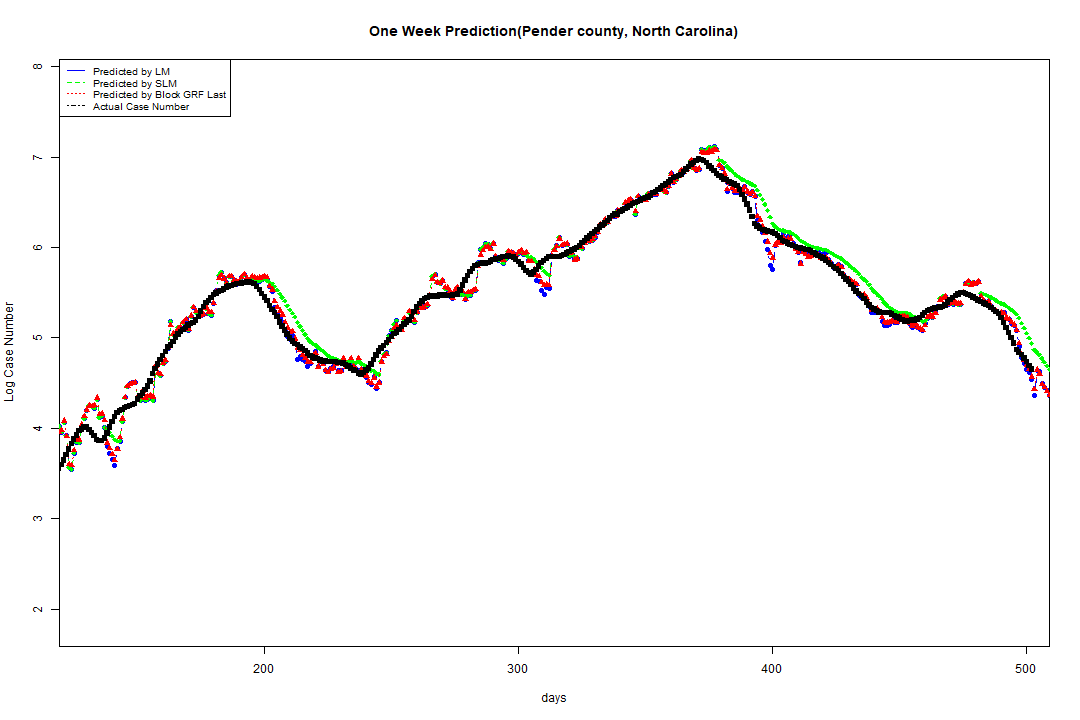 One Week Prediction(Pender county, North Carolina)
Predicted by LM
Predicted by SLM
Predicted by Block GRF Last
Actual Case Number
8
7
6
5
4
3
2
Log Case Number
200 300 400 500
days